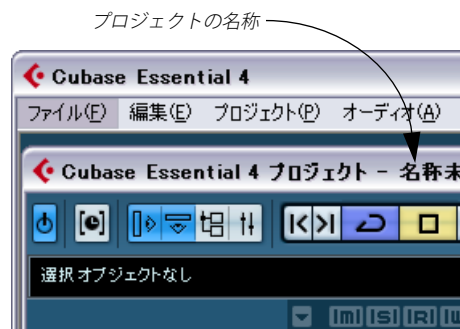 プロジェクトの名称
Cubase Essential 4
ファイル(F) 編集(E) プロジェクト(P) オーディオ(A)
Cubase Essential 4 プロジェクト - 名称未
選択オブジェクトなし
[m] [S] [R]